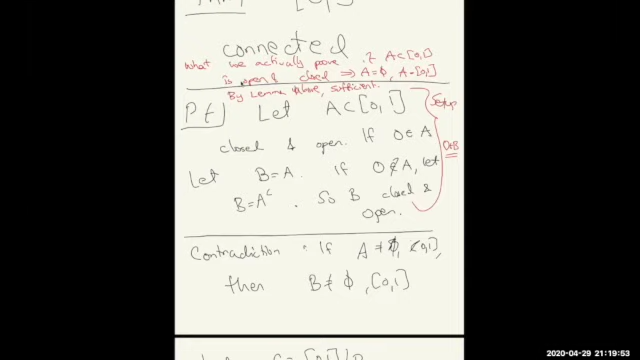 [0,1]
connected
What we actually prove if A ⊂ [0,1]
is open & closed ⇒ A = ϕ, A = [0,1]
By Lemma above, sufficient.
Pf Let A ⊂ [0,1]
Setup
closed & open. If 0 ∈ A
0 ∈ B
Let B = A. If 0 ∉ A, let
B = A^c. So B closed &
open.
Contradiction: If A ≠ ϕ, [0,1],
then B ≠ ϕ, [0,1]
2020-04-29 21:19:53